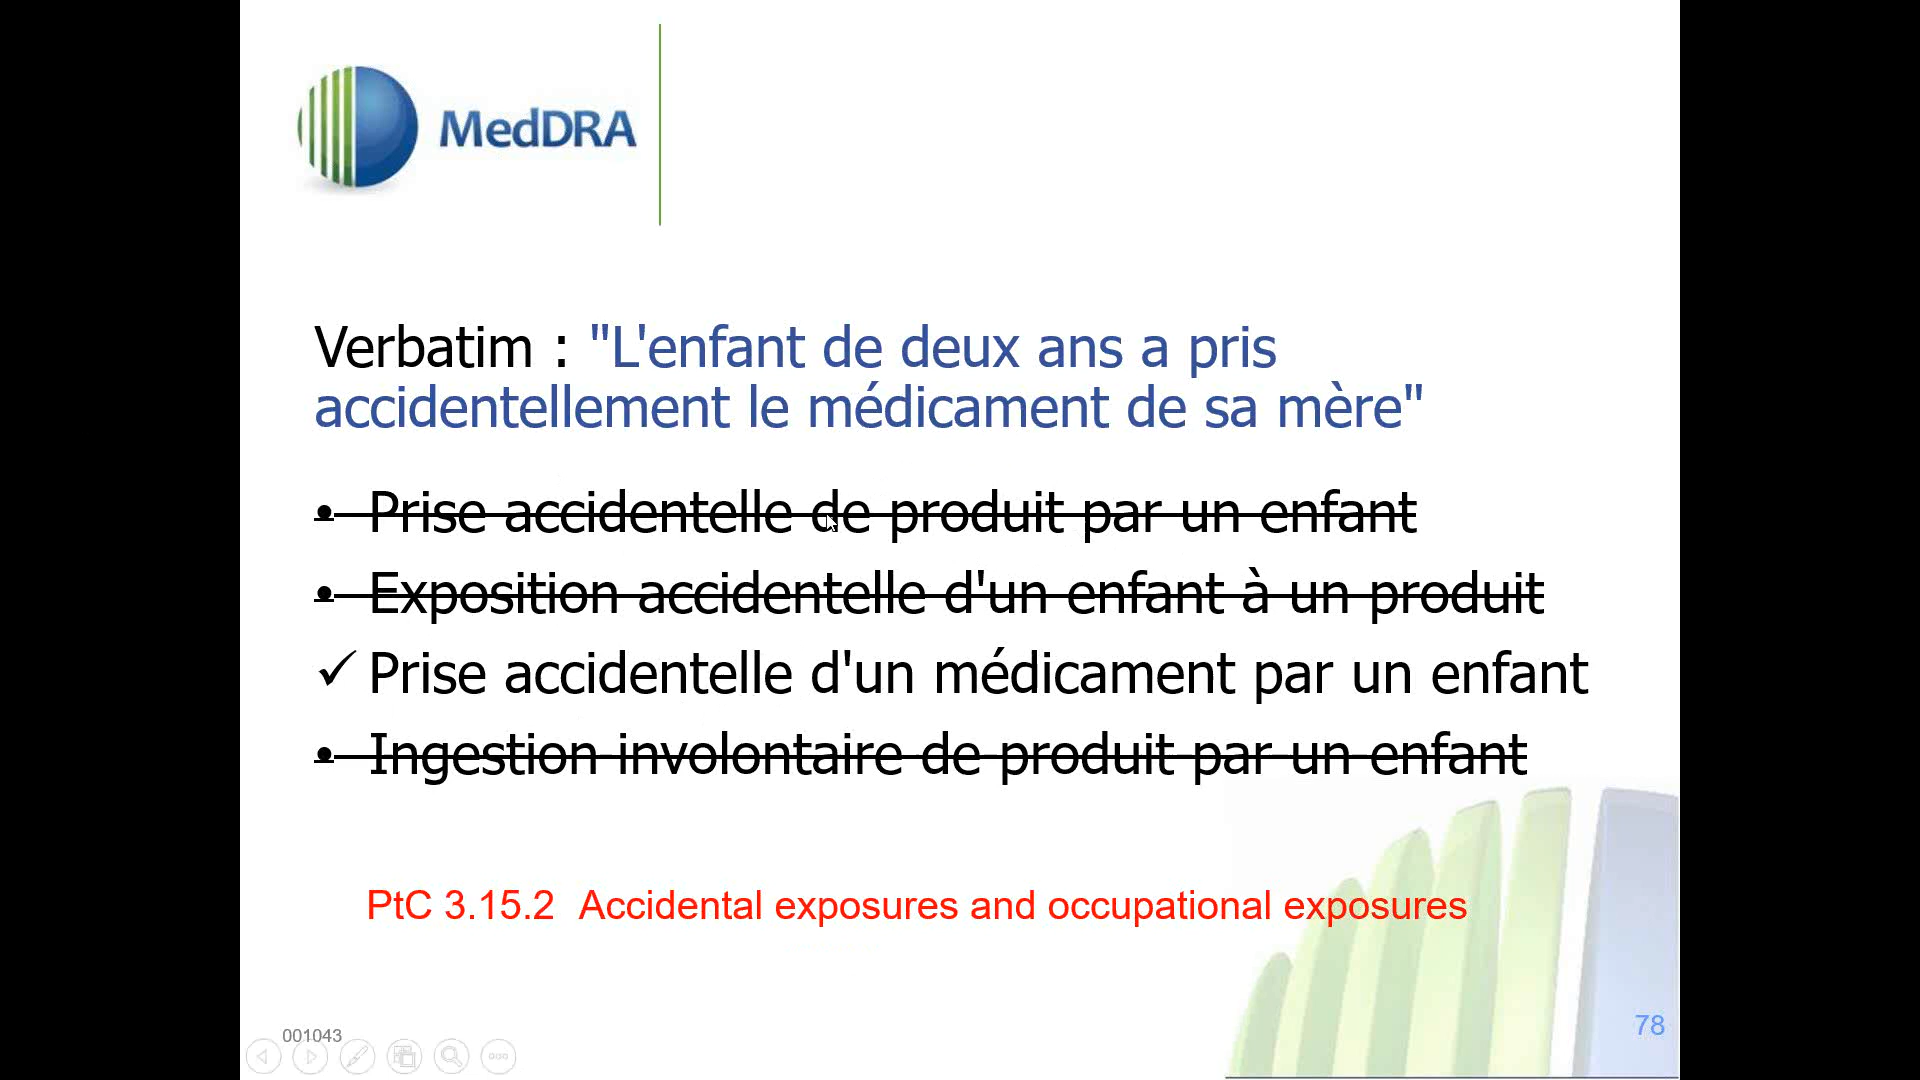 MedDRA
Verbatim : "L'enfant de deux ans a pris
accidentellement le médicament de sa mère"
• Prise accidentelle de produit par un enfant
• Exposition accidentelle d'un enfant à un produit
✓ Prise accidentelle d'un médicament par un enfant
• Ingestion involontaire de produit par un enfant
PtC 3.15.2 Accidental exposures and occupational exposures
001043
78